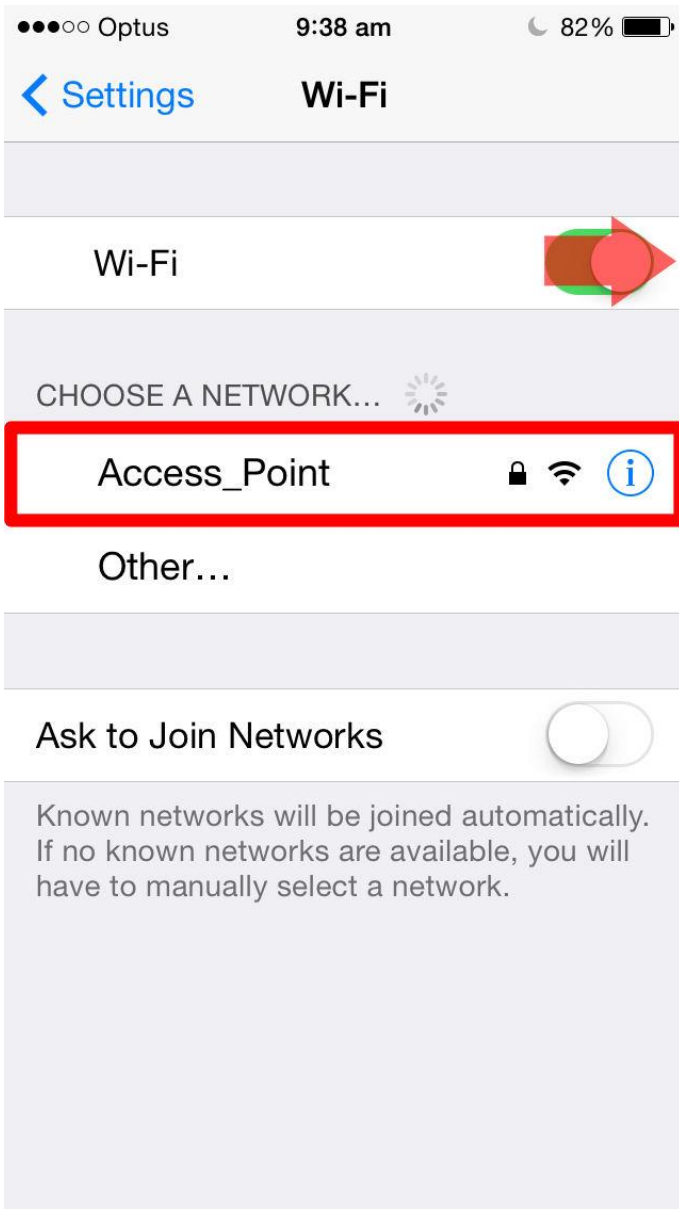 Optus 9:38 am 82%
Settings Wi-Fi
Wi-Fi
CHOOSE A NETWORK...
Access_Point i
Other...
Ask to Join Networks
Known networks will be joined automatically.
If no known networks are available, you will
have to manually select a network.